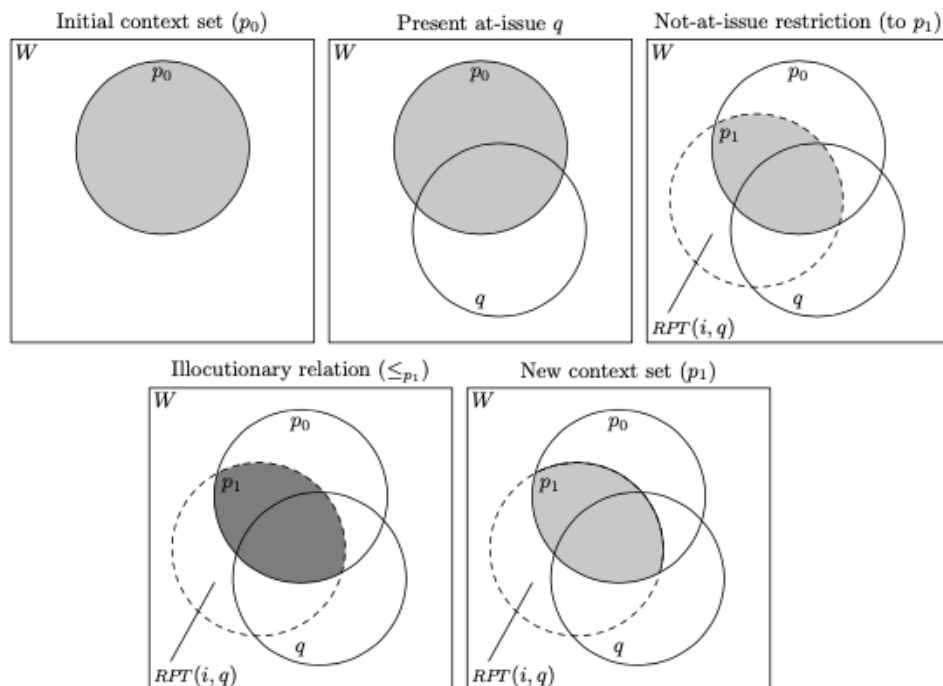 Initial context set (p₀)
Present at-issue q
Not-at-issue restriction (to p₁)
W
p₀
W
p₀
q
W
p₀
p₁
q
RPT(i, q)
Illocutionary relation (≤p₁)
New context set (p₁)
W
p₀
p₁
q
RPT(i, q)
W
p₀
p₁
q
RPT(i, q)